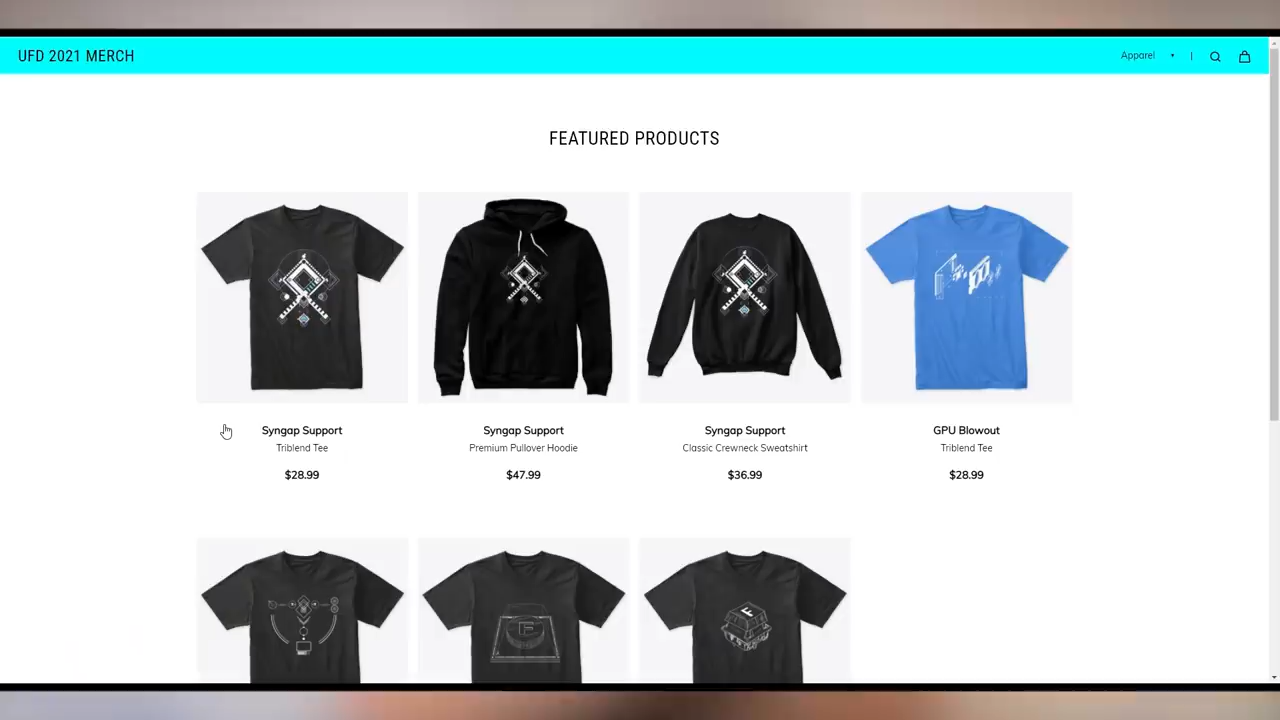 UFD 2021 MERCH
Apparel
|
FEATURED PRODUCTS
Syngap Support
Triblend Tee
$28.99
Syngap Support
Premium Pullover Hoodie
$47.99
Syngap Support
Classic Crewneck Sweatshirt
$36.99
GPU Blowout
Triblend Tee
$28.99
F
F